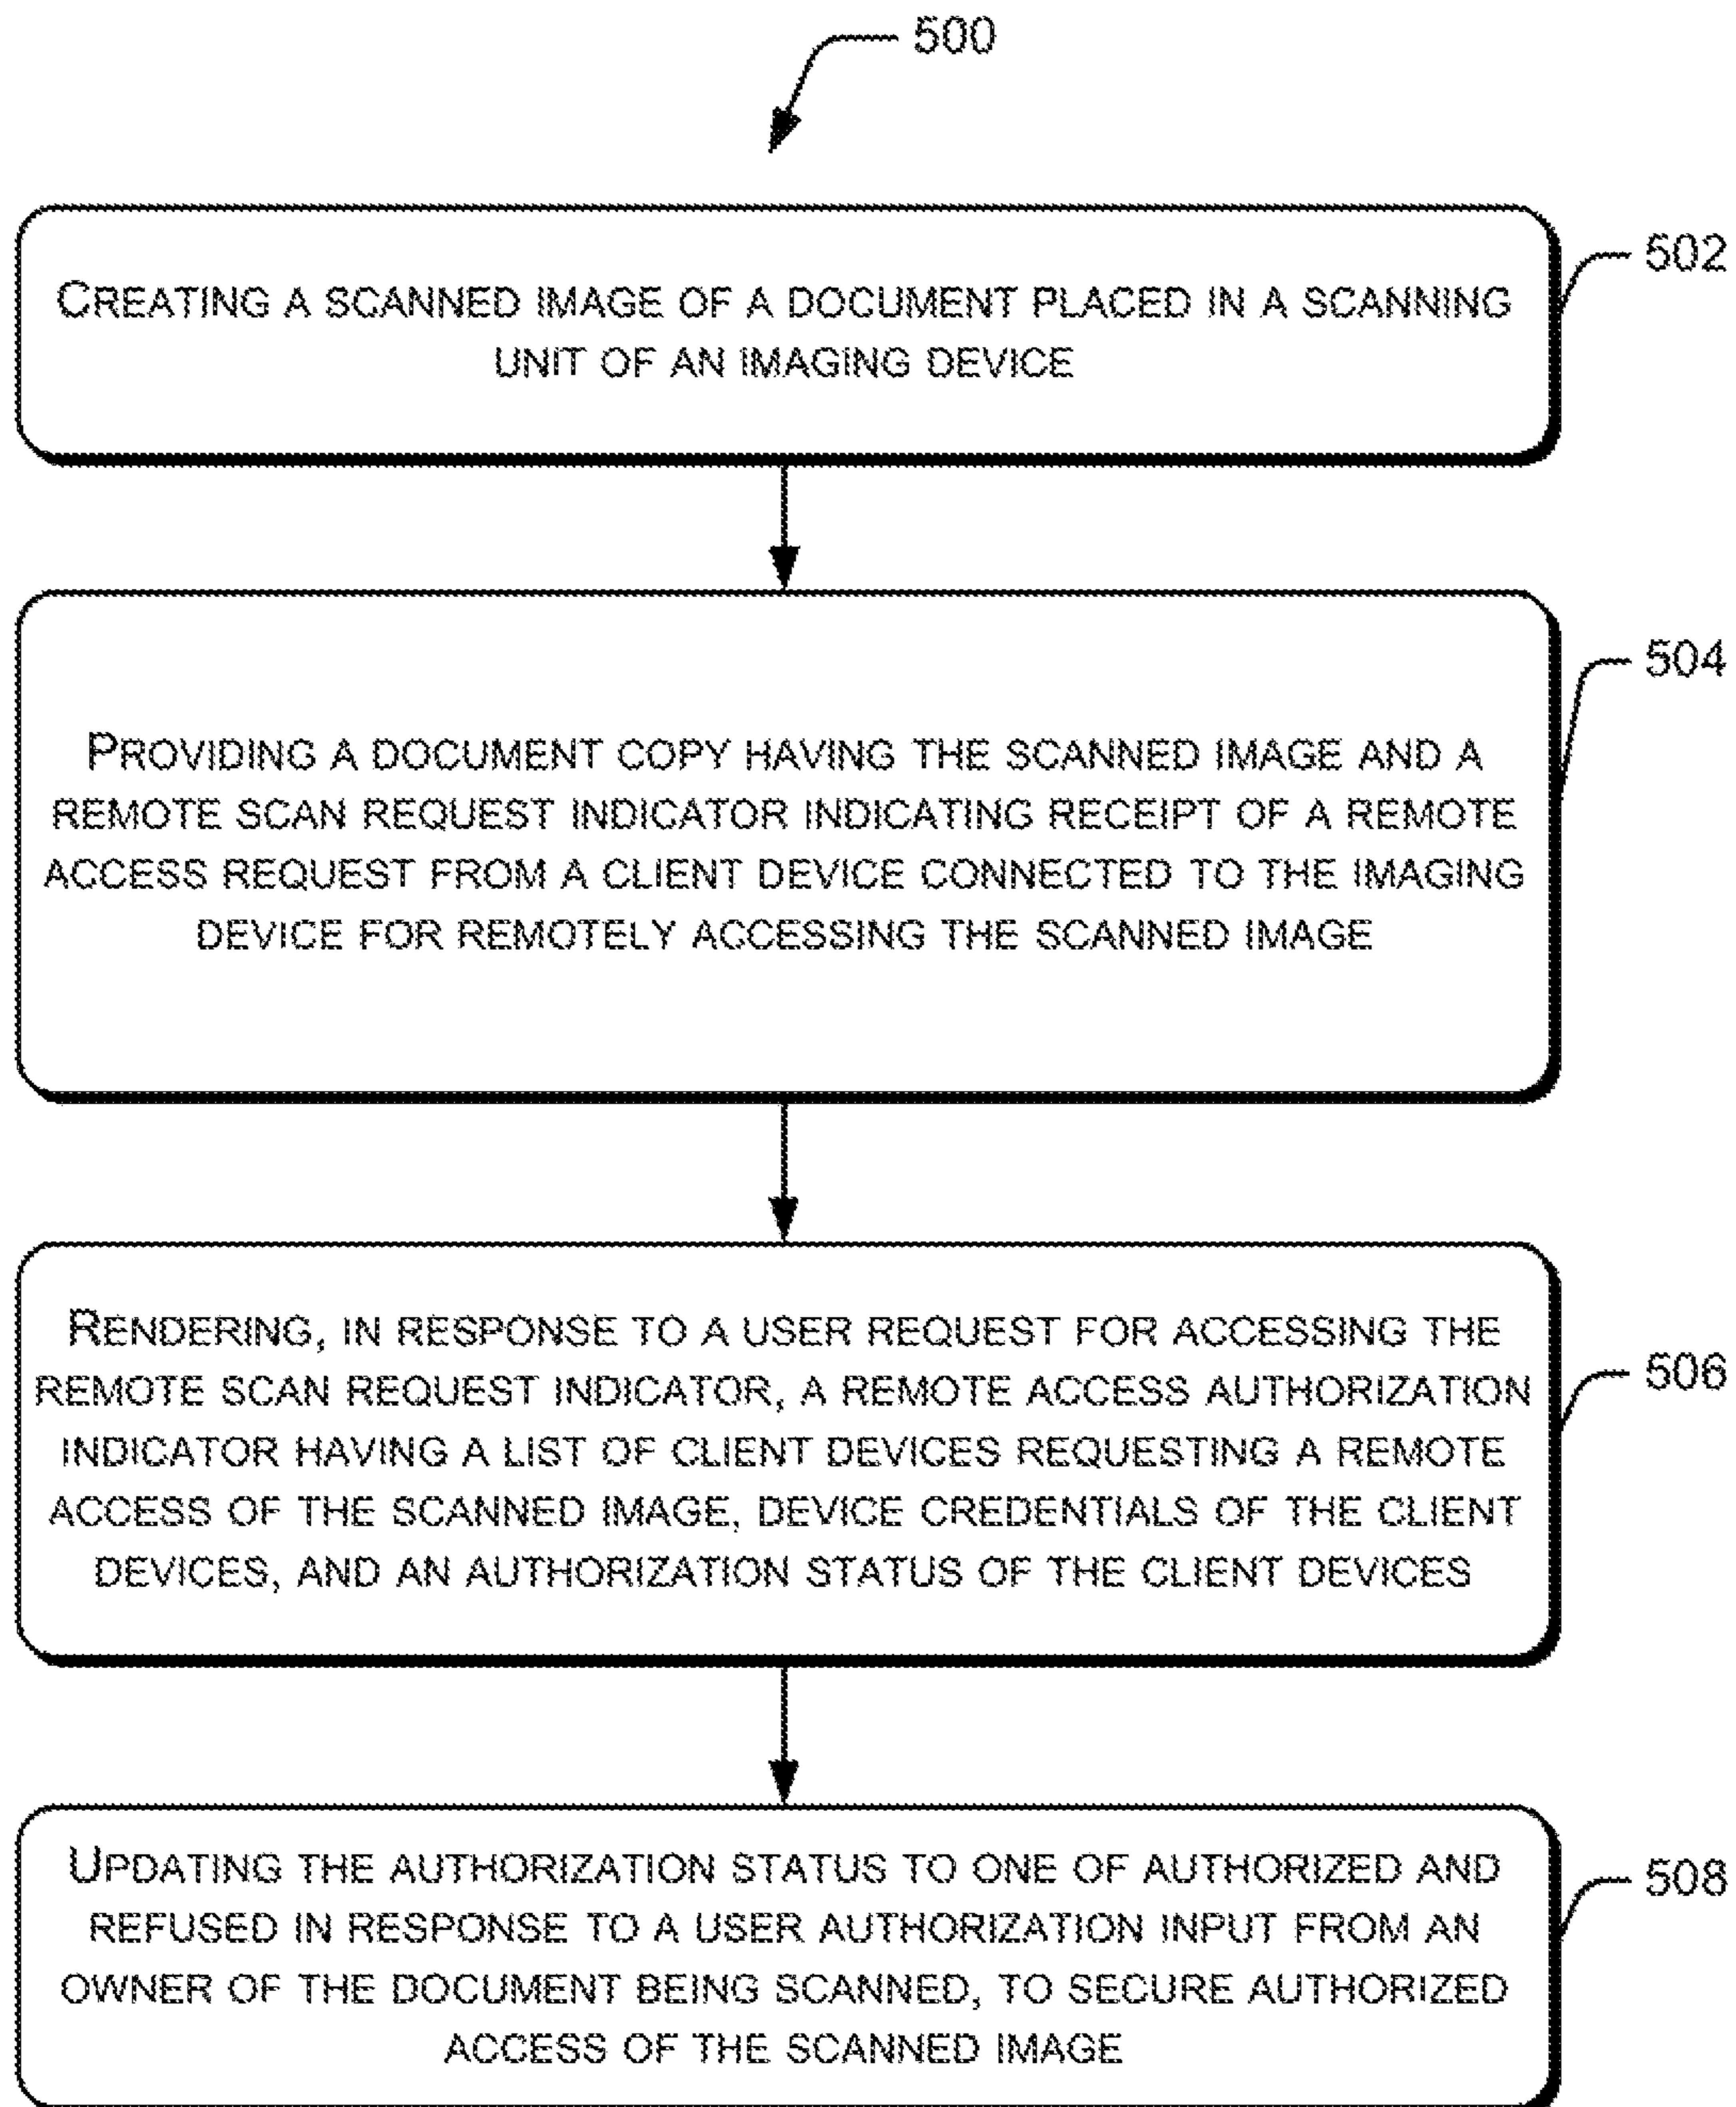 500
502
CREATING A SCANNED IMAGE OF A DOCUMENT PLACED IN A SCANNING
UNIT OF AN IMAGING DEVICE
504
PROVIDING A DOCUMENT COPY HAVING THE SCANNED IMAGE AND A
REMOTE SCAN REQUEST INDICATOR INDICATING RECEIPT OF A REMOTE
ACCESS REQUEST FROM A CLIENT DEVICE CONNECTED TO THE IMAGING
DEVICE FOR REMOTELY ACCESSING THE SCANNED IMAGE
506
RENDERING, IN RESPONSE TO A USER REQUEST FOR ACCESSING THE
REMOTE SCAN REQUEST INDICATOR, A REMOTE ACCESS AUTHORIZATION
INDICATOR HAVING A LIST OF CLIENT DEVICES REQUESTING A REMOTE
ACCESS OF THE SCANNED IMAGE, DEVICE CREDENTIALS OF THE CLIENT
DEVICES, AND AN AUTHORIZATION STATUS OF THE CLIENT DEVICES
508
UPDATING THE AUTHORIZATION STATUS TO ONE OF AUTHORIZED AND
REFUSED IN RESPONSE TO A USER AUTHORIZATION INPUT FROM AN
OWNER OF THE DOCUMENT BEING SCANNED, TO SECURE AUTHORIZED
ACCESS OF THE SCANNED IMAGE